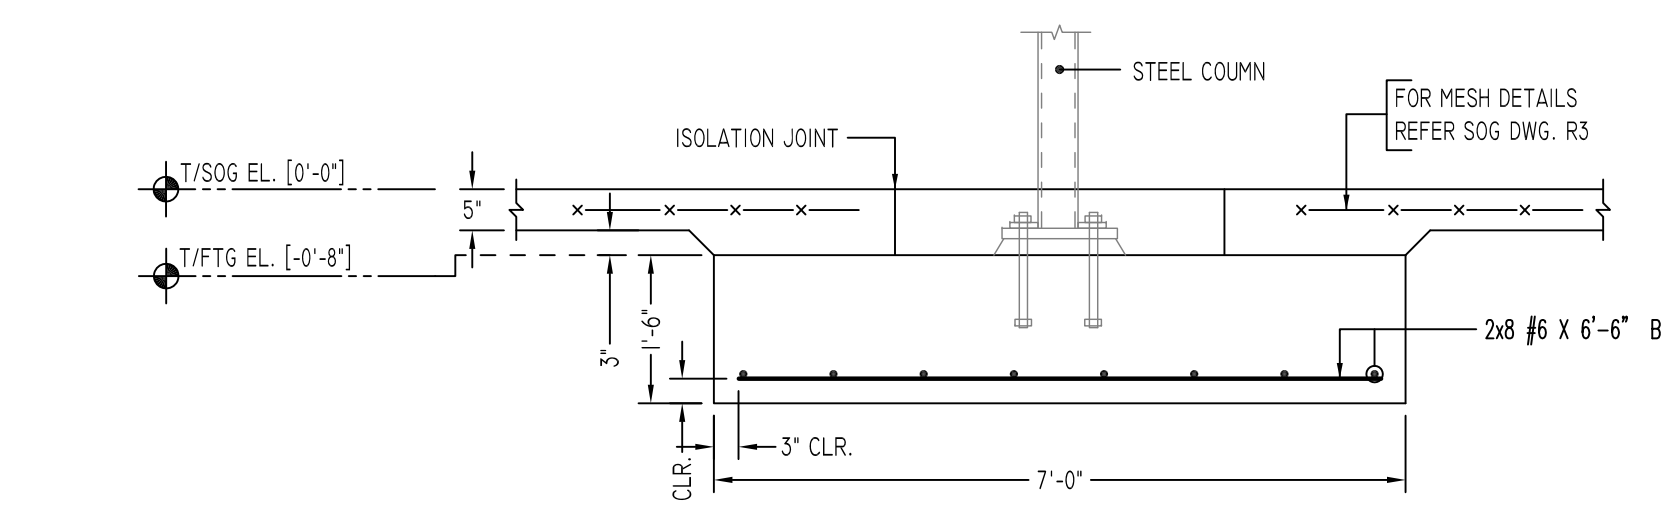 STEEL COUMN
FOR MESH DETAILS
REFER SOG DWG. R3
ISOLATION JOINT
T/SOG EL. [0'-0"]
5"
T/FTG EL. [-0'-8"]
1'-6"
3"
2x8 #6 X 6'-6" B
3" CLR.
CLR.
7'-0"